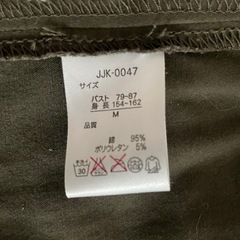 JJK-0047
サイズ
バスト 79-87
身長 154-162
M
品質
綿 95%
ポリウレタン 5%
30